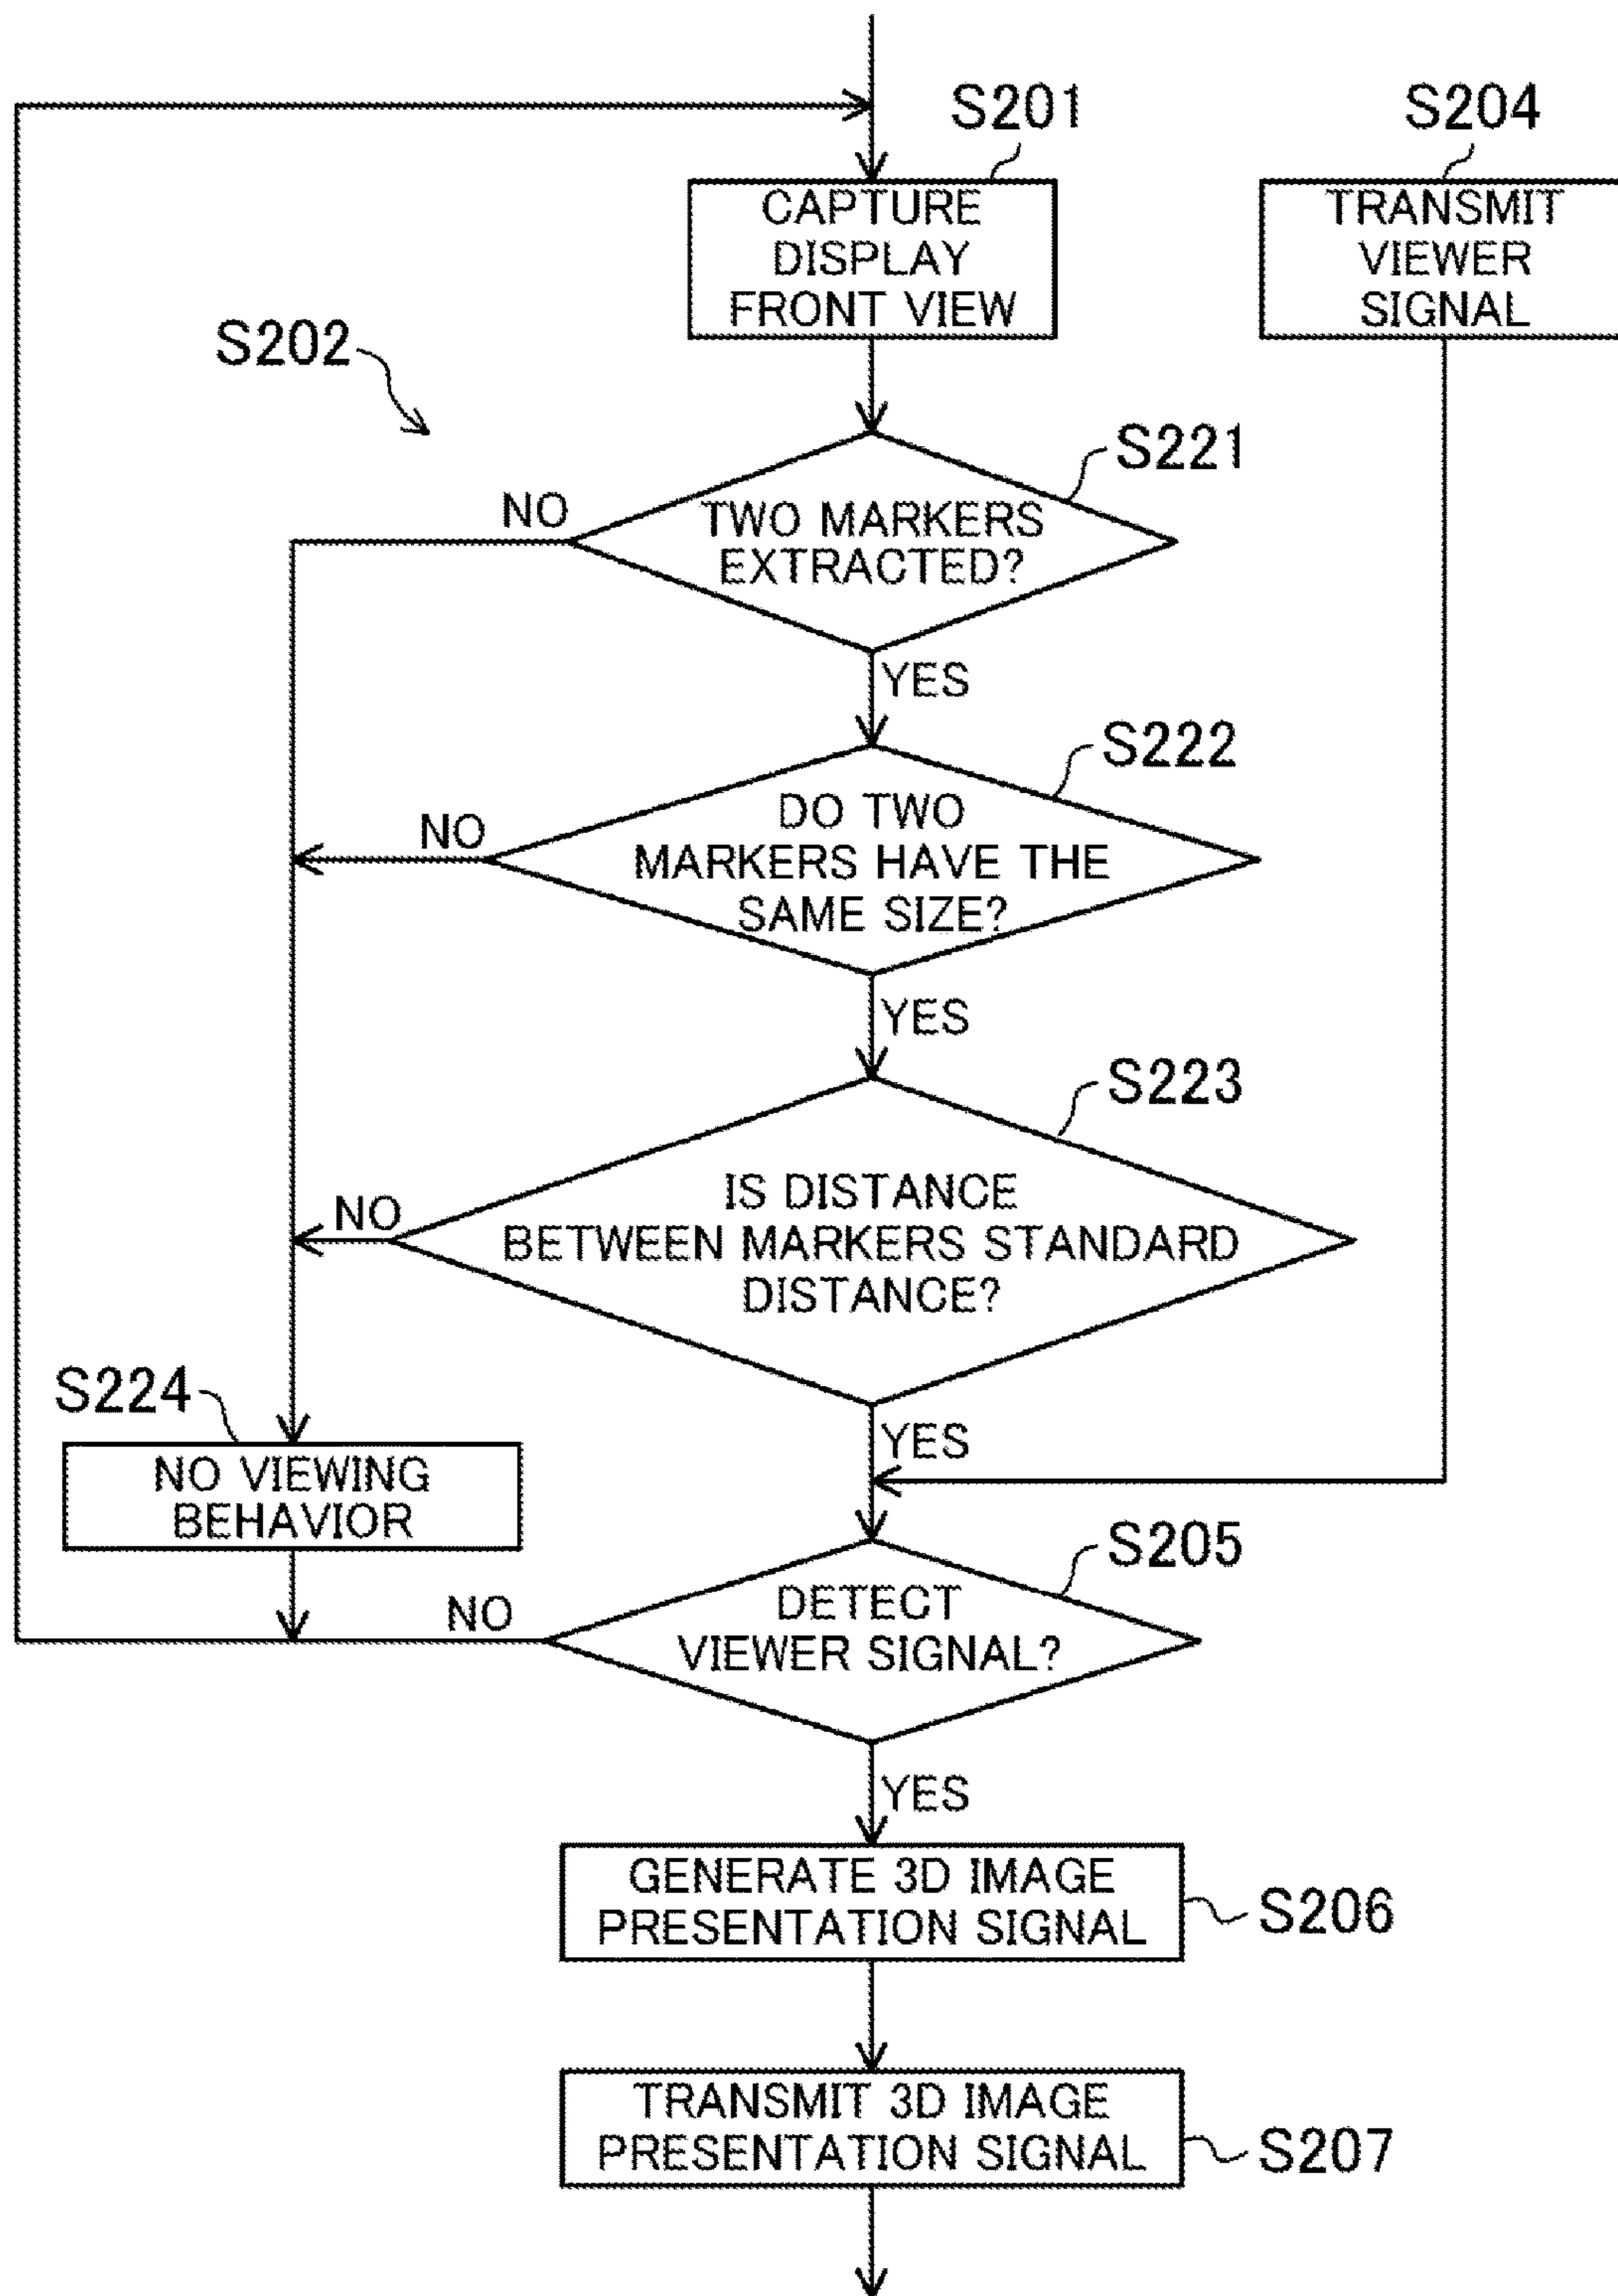 S201
S204
CAPTURE
DISPLAY
FRONT VIEW
TRANSMIT
VIEWER
SIGNAL
S202
S221
NO
TWO MARKERS
EXTRACTED?
YES
S222
NO
DO TWO
MARKERS HAVE THE
SAME SIZE?
YES
S223
NO
IS DISTANCE
BETWEEN MARKERS STANDARD
DISTANCE?
YES
S224
NO VIEWING
BEHAVIOR
S205
NO
DETECT
VIEWER SIGNAL?
YES
GENERATE 3D IMAGE
PRESENTATION SIGNAL
S206
TRANSMIT 3D IMAGE
PRESENTATION SIGNAL
S207